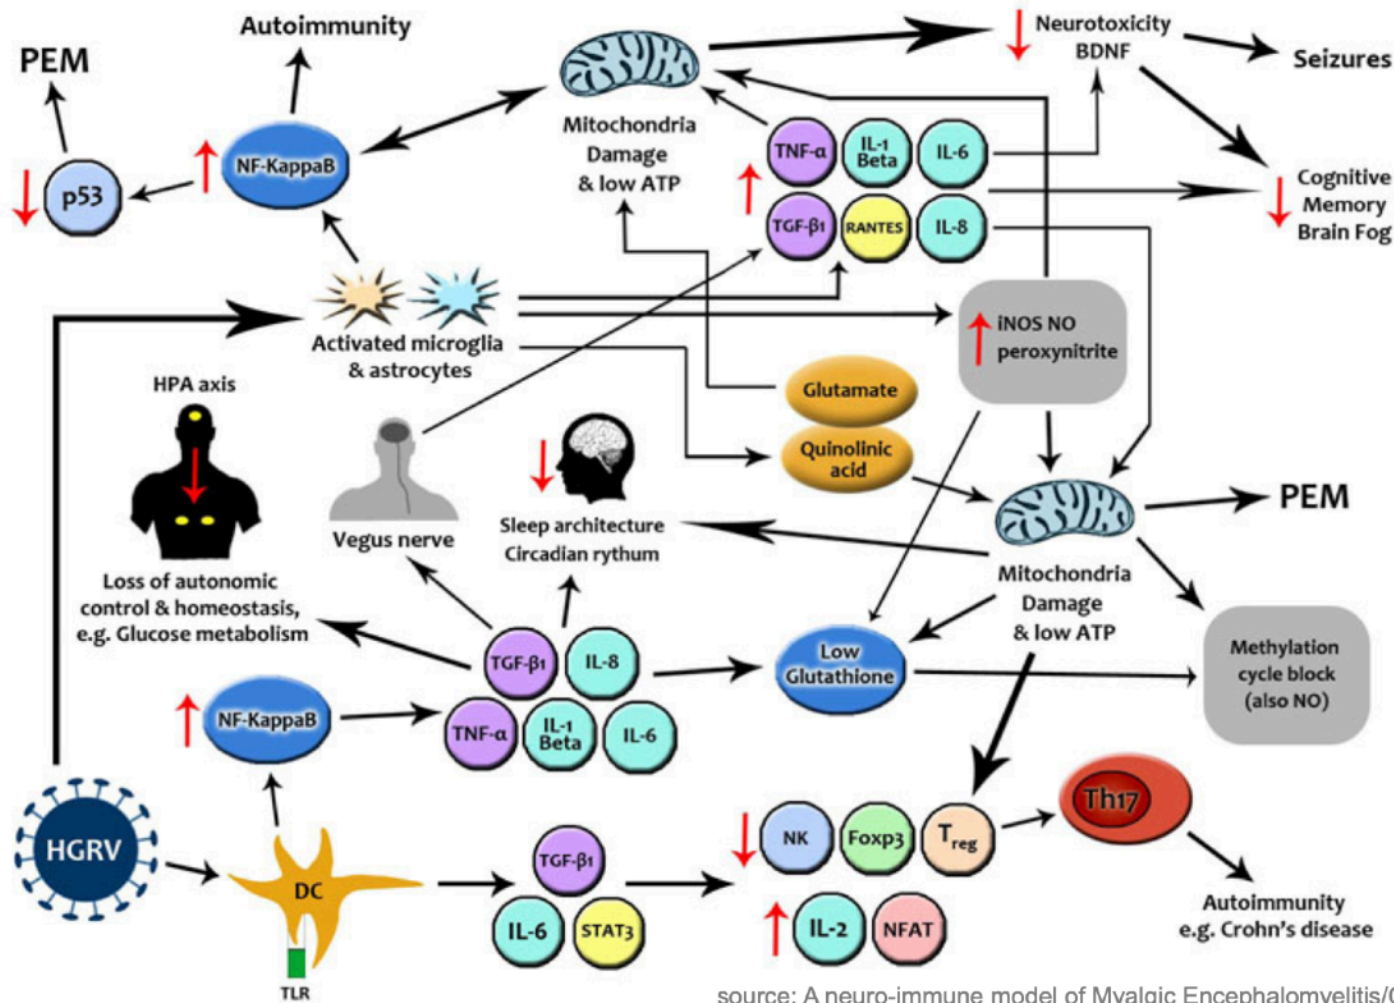 Autoimmunity
PEM
Neurotoxicity
BDNF
Seizures
NF-KappaB
p53
Mitochondria
Damage
& low ATP
TNF-α
IL-1
Beta
IL-6
TGF-β1
RANTES
IL-8
Cognitive
Memory
Brain Fog
Activated microglia
& astrocytes
iNOS NO
peroxynitrite
HPA axis
Glutamate
Quinolinic
acid
Vegus nerve
Sleep architecture
Circadian rythum
PEM
Loss of autonomic
control & homeostasis,
e.g. Glucose metabolism
Mitochondria
Damage
& low ATP
TGF-β1
IL-8
Low
Glutathione
Methylation
cycle block
(also NO)
NF-KappaB
TNF-α
IL-1
Beta
IL-6
HGRV
DC
TLR
TGF-β1
IL-6
STAT3
NK
Foxp3
Treg
Th17
IL-2
NFAT
Autoimmunity
e.g. Crohn's disease
source: A neuro-immune model of Myalgic Encephalomyelitis/